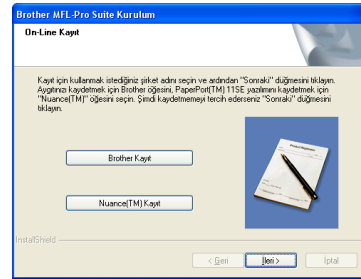 Brother MFL-Pro Suite Kurulum
On-Line Kayıt
Kayıt için kullanmak istediğiniz şirket adını seçin ve ardından "Sonraki" düğmesini tıklayın.
Aygıtınızı kaydetmek için Brother öğesini, PaperPort(TM) 11SE yazılımını kaydetmek için
"Nuance(TM)" öğesini seçin. Şimdi kaydetmemeyi tercih ederseniz "Sonraki" düğmesini
tıklayın.
Brother Kayıt
Nuance(TM) Kayıt
InstallShield
< Geri
İleri >
İptal